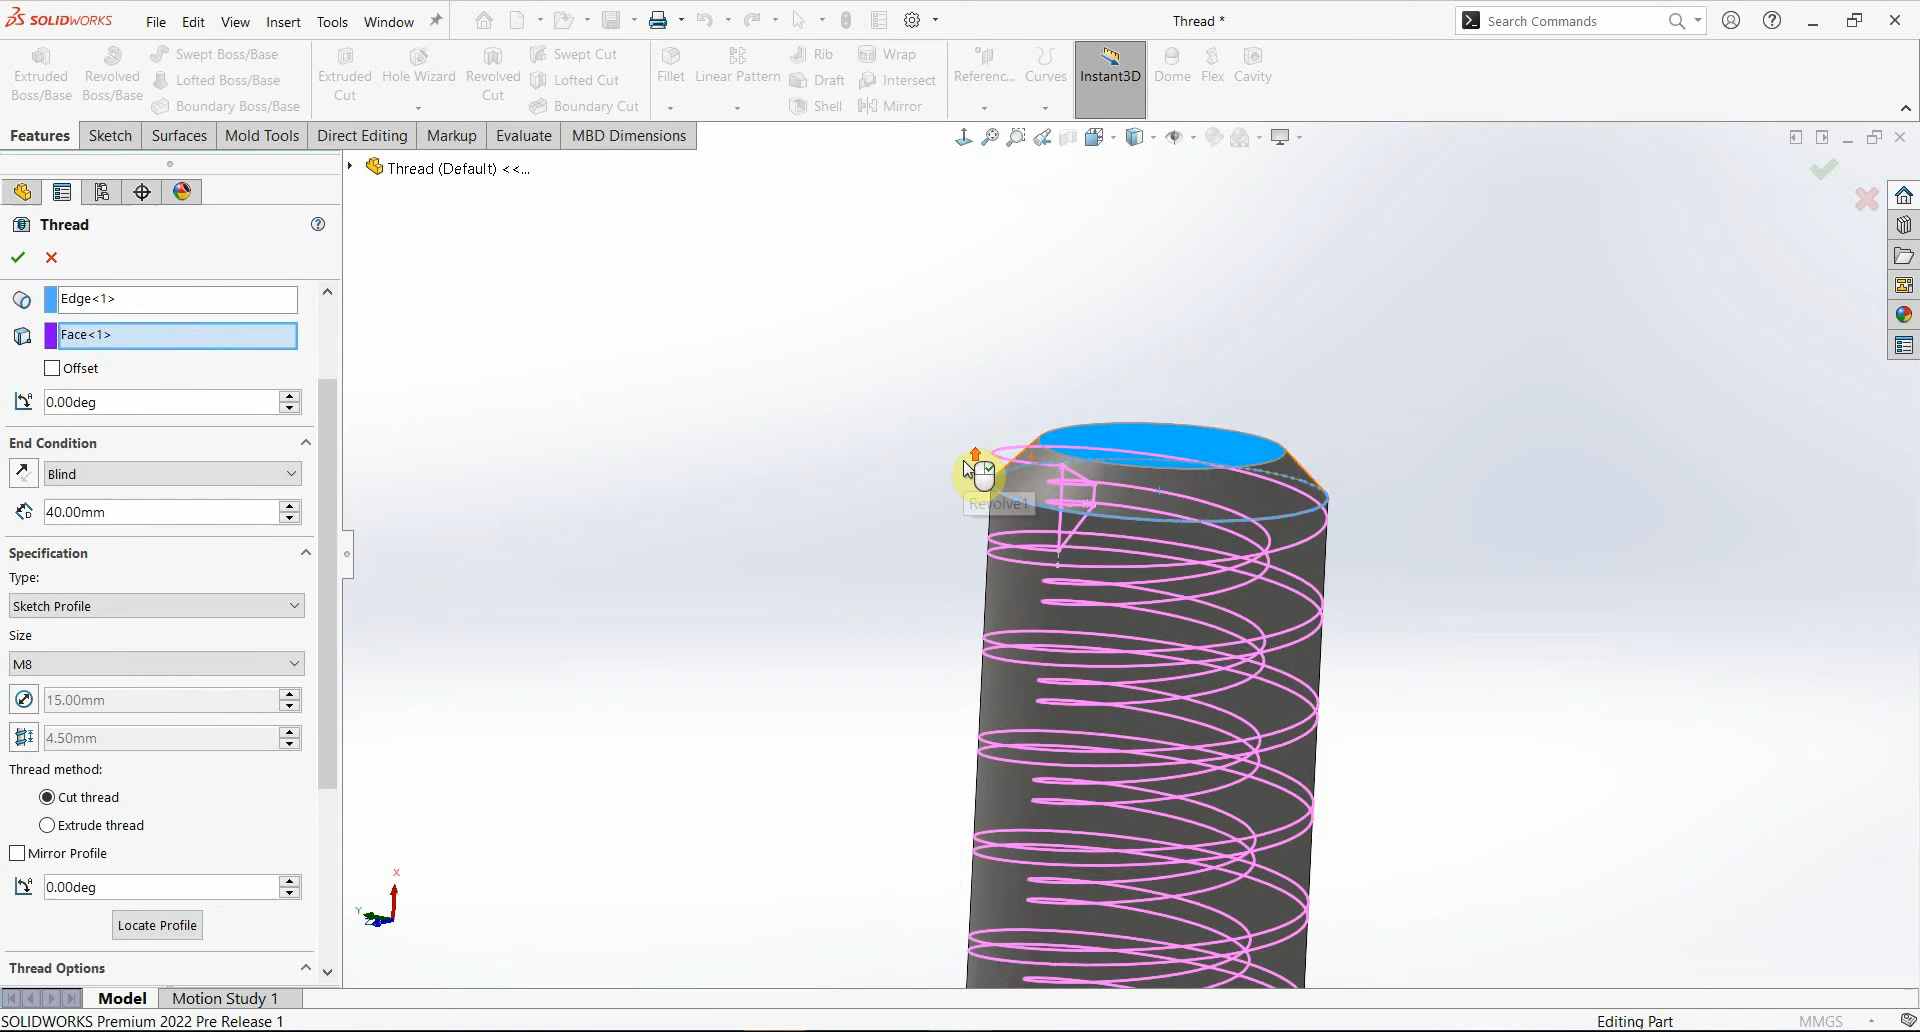 SOLIDWORKS File Edit View Insert Tools Window Thread * Search Commands
Extruded Boss/Base
Revolved Boss/Base
Swept Boss/Base
Lofted Boss/Base
Boundary Boss/Base
Extruded Cut
Hole Wizard
Revolved Cut
Swept Cut
Lofted Cut
Boundary Cut
Fillet
Linear Pattern
Rib
Draft
Shell
Wrap
Intersect
Mirror
Referenc...
Curves
Instant3D
Dome
Flex
Cavity
Features Sketch Surfaces Mold Tools Direct Editing Markup Evaluate MBD Dimensions
Thread (Default) <<...
Thread
Edge<1>
Face<1>
Offset
0.00deg
End Condition
Blind
40.00mm
Specification
Type:
Sketch Profile
Size
M8
15.00mm
4.50mm
Thread method:
Cut thread
Extrude thread
Mirror Profile
0.00deg
Locate Profile
Thread Options
Revolve1
X
Y
Z
Model Motion Study 1
SOLIDWORKS Premium 2022 Pre Release 1 Editing Part MMGS